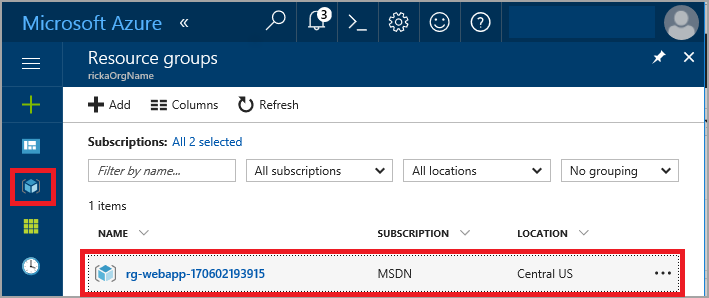 Microsoft Azure «
3
Resource groups
rickaOrgName
Add Columns Refresh
Subscriptions: All 2 selected
Filter by name... All subscriptions All locations No grouping
1 items
NAME SUBSCRIPTION LOCATION
rg-webapp-170602193915 MSDN Central US